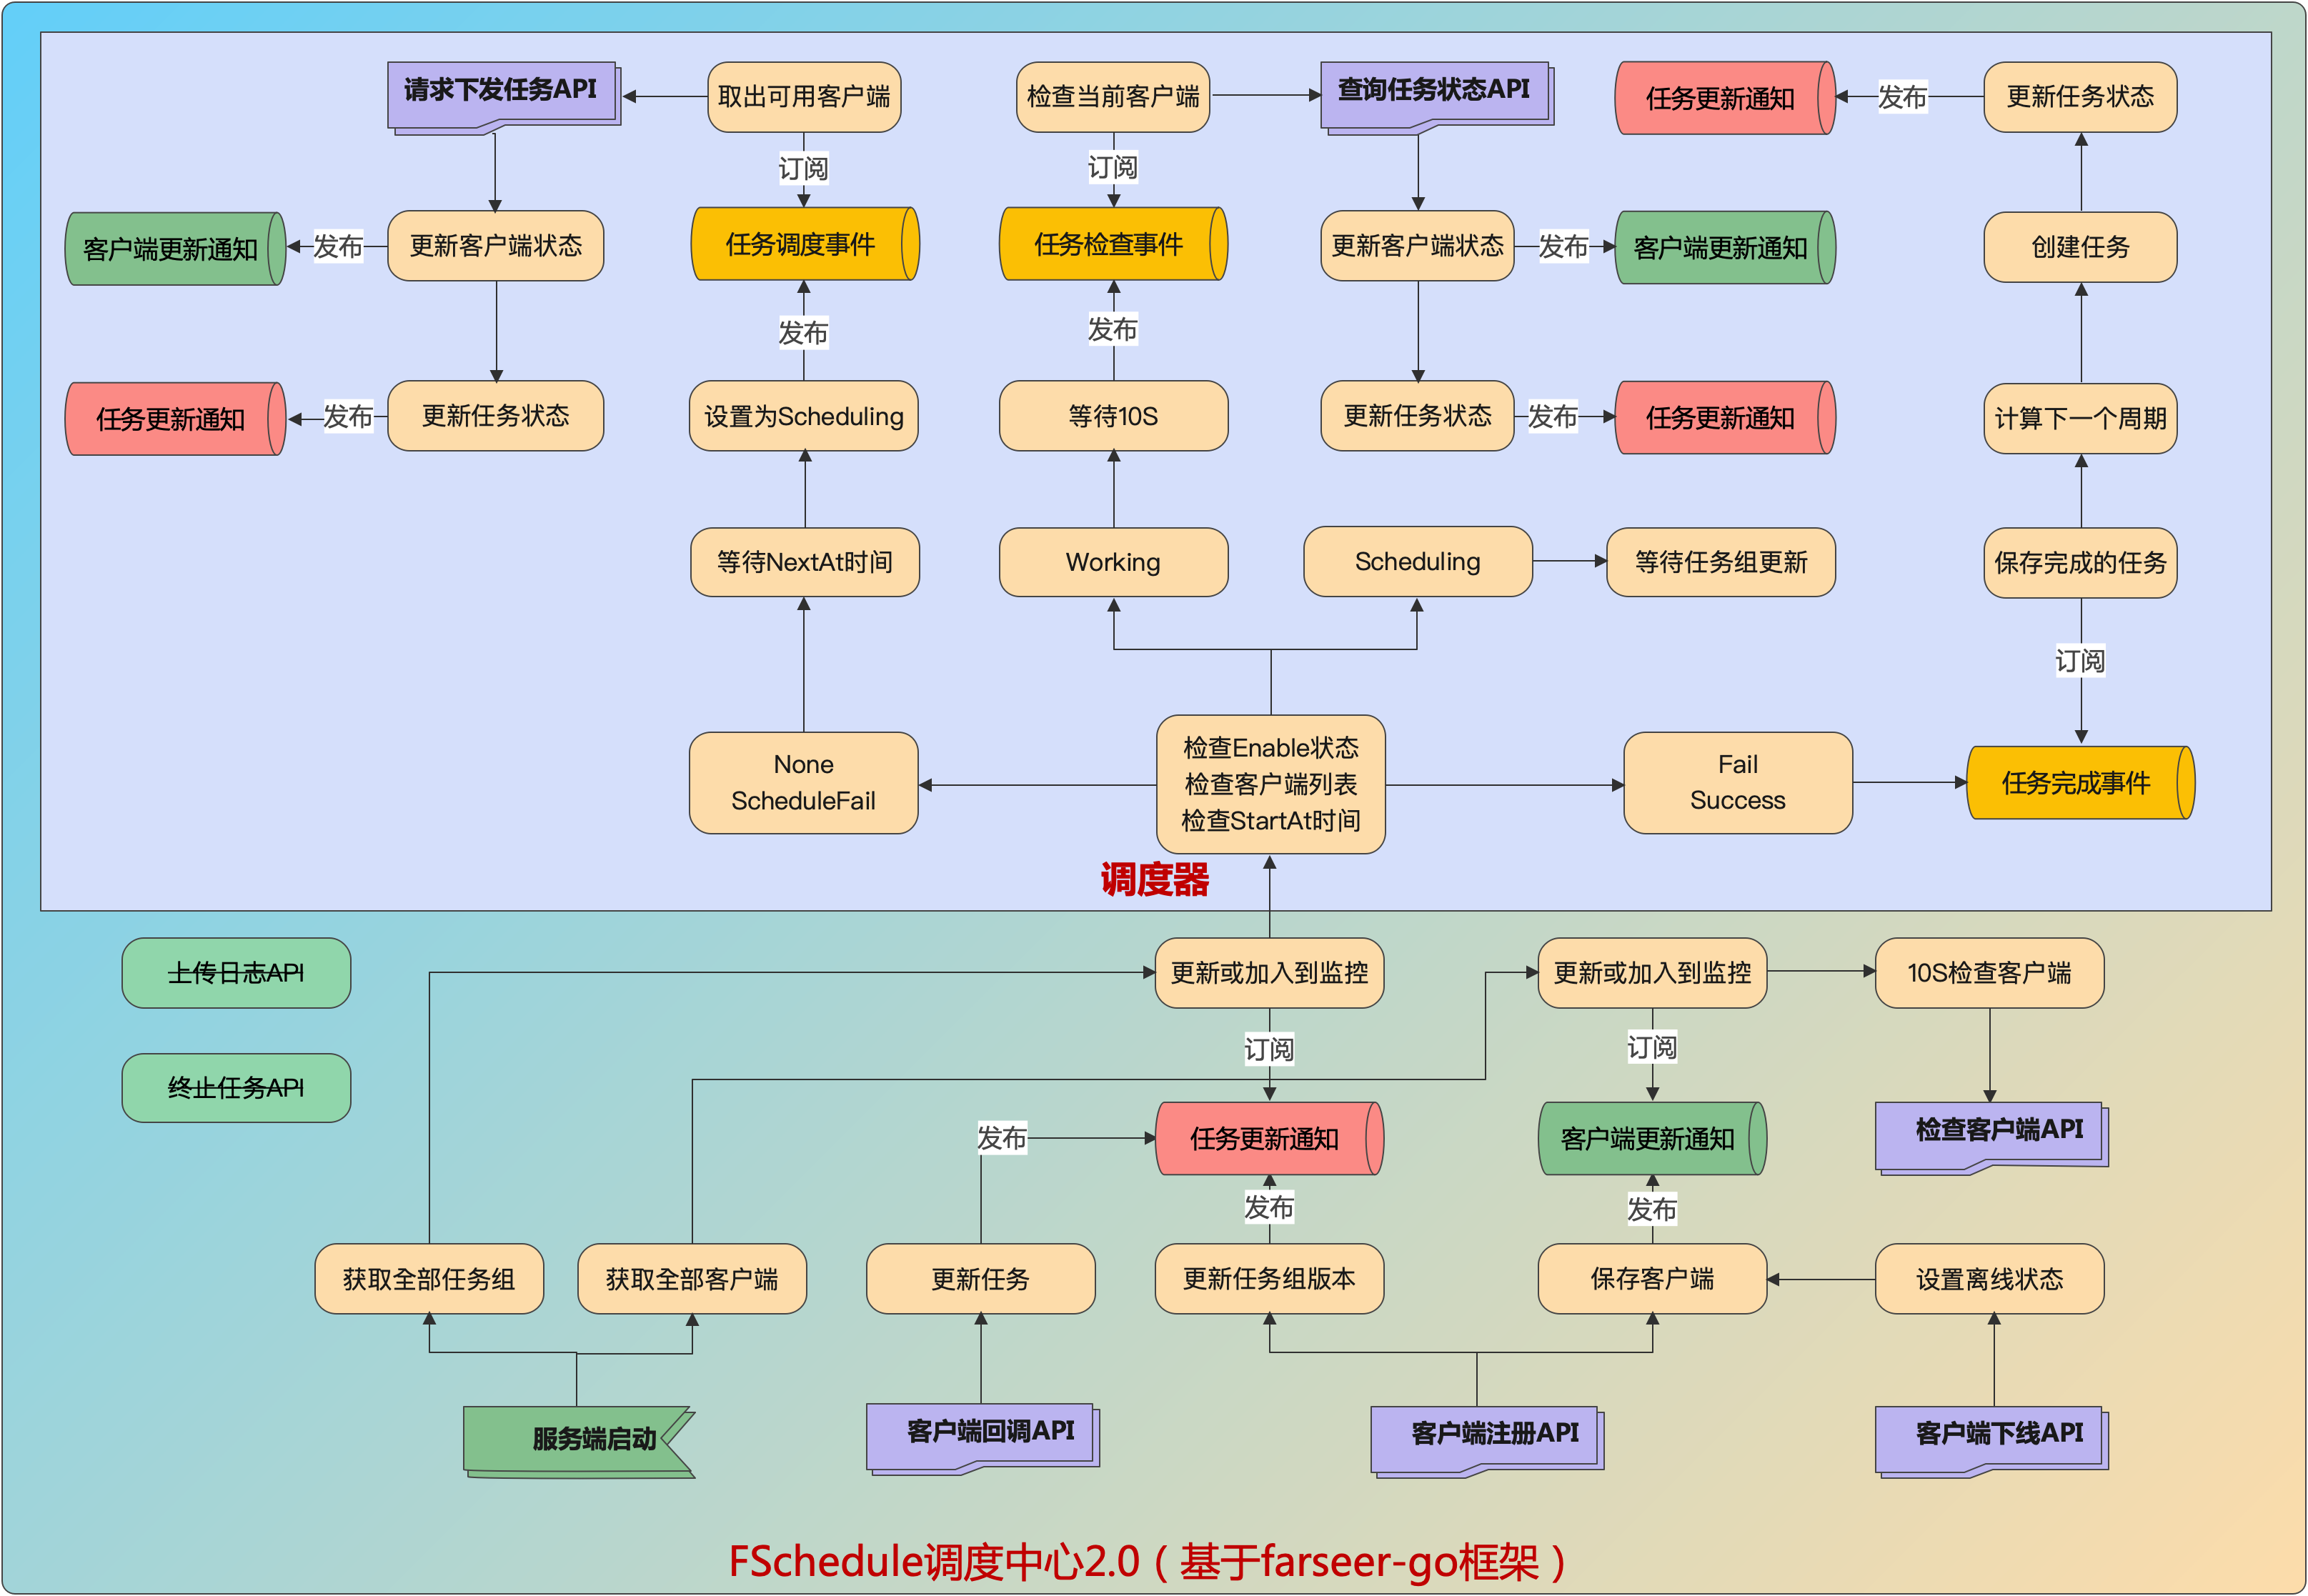 请求下发任务API
取出可用客户端
检查当前客户端
查询任务状态API
任务更新通知
发布
更新任务状态
订阅
订阅
客户端更新通知
发布
更新客户端状态
任务调度事件
任务检查事件
更新客户端状态
发布
客户端更新通知
创建任务
发布
发布
任务更新通知
发布
更新任务状态
设置为Scheduling
等待10S
更新任务状态
发布
任务更新通知
计算下一个周期
等待NextAt时间
Working
Scheduling
等待任务组更新
保存完成的任务
订阅
None
ScheduleFail
检查Enable状态
检查客户端列表
检查StartAt时间
Fail
Success
任务完成事件
调度器
上传日志API
更新或加入到监控
更新或加入到监控
10S检查客户端
订阅
订阅
终止任务API
发布
任务更新通知
客户端更新通知
检查客户端API
发布
发布
获取全部任务组
获取全部客户端
更新任务
更新任务组版本
保存客户端
设置离线状态
服务端启动
客户端回调API
客户端注册API
客户端下线API
FSchedule调度中心2.0（基于farseer-go框架）